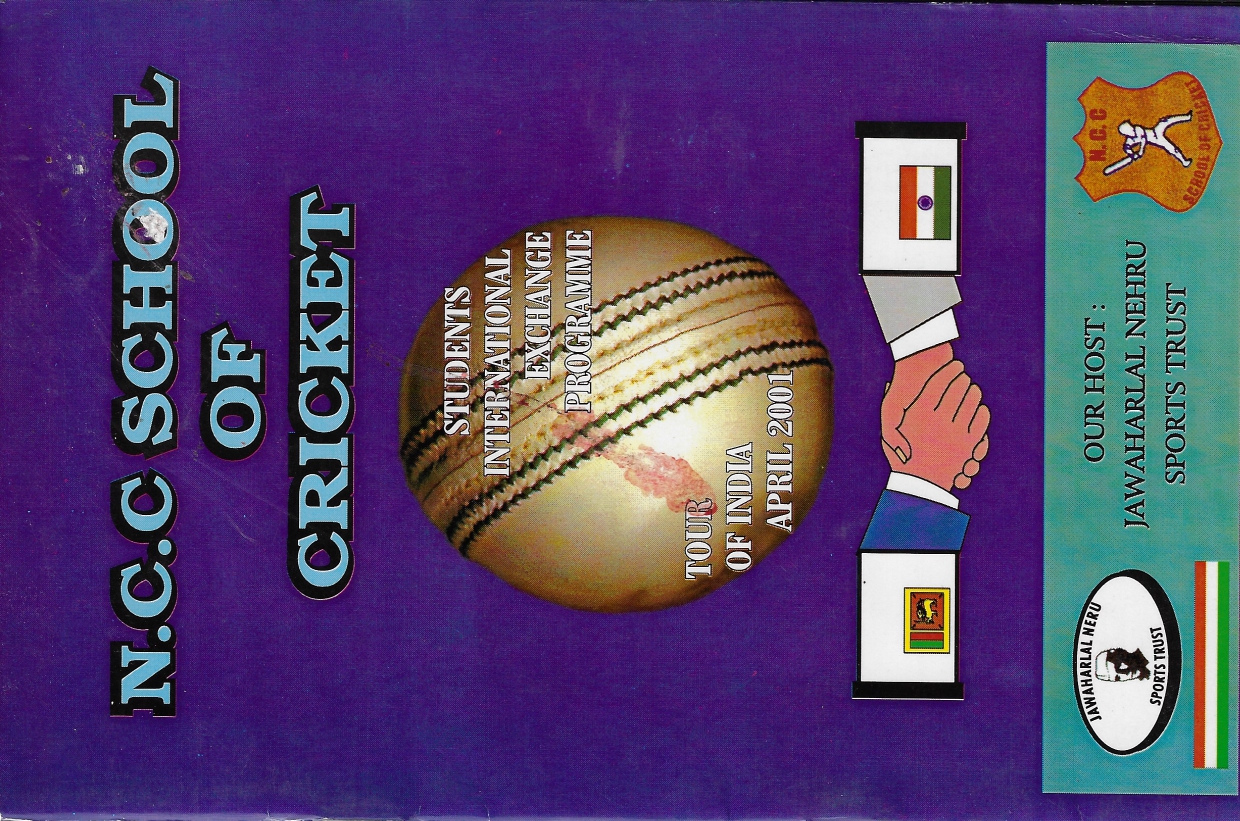 N.C.C SCHOOL
OF
CRICKET
STUDENTS
INTERNATIONAL
EXCHANGE
PROGRAMME
TOUR
OF INDIA
APRIL 2001
JAWAHARLAL NERU
SPORTS TRUST
OUR HOST :
JAWAHARLAL NEHRU
SPORTS TRUST
N. C. C
SCHOOL OF CRICKET